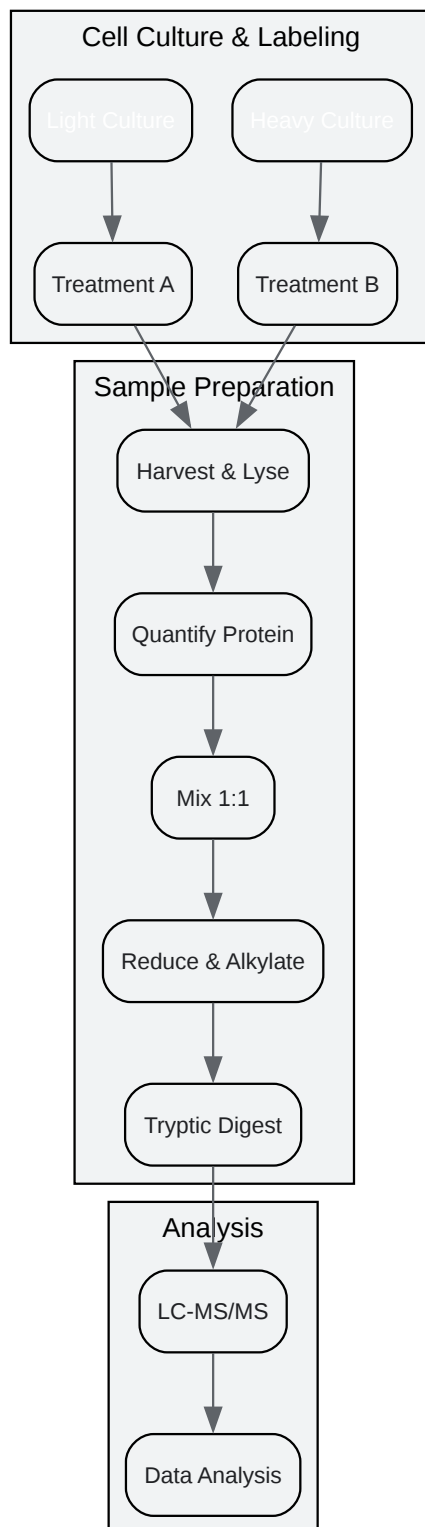 Cell Culture & Labeling
Light Culture
Heavy Culture
Treatment A
Treatment B
Sample Preparation
Harvest & Lyse
Quantify Protein
Mix 1:1
Reduce & Alkylate
Tryptic Digest
Analysis
LC-MS/MS
Data Analysis